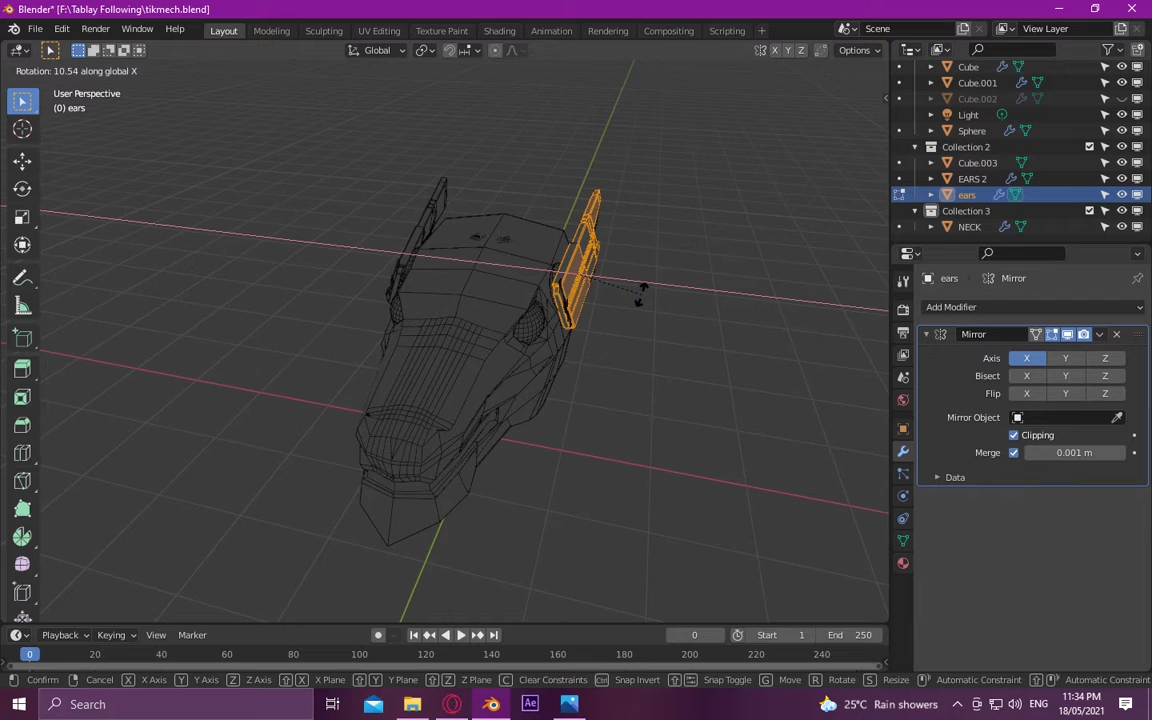 Blender* [F:\Tablay Following\tikmech.blend]
File Edit Render Window Help Layout Modeling Sculpting UV Editing Texture Paint Shading Animation Rendering Compositing Scripting + Scene View Layer
Global Options
X Y Z
Rotation: 10.54 along global X
User Perspective
(0) ears
Cube
Cube.001
Cube.002
Light
Sphere
Collection 2
Cube.003
EARS 2
ears
Collection 3
NECK
ears Mirror
Add Modifier
Mirror
Axis X Y Z
Bisect X Y Z
Flip X Y Z
Mirror Object
Clipping
Merge 0.001 m
Data
Playback Keying View Marker 0 Start 1 End 250
0 20 40 60 80 100 120 140 160 180 200 220 240
Confirm Cancel X X Axis Y Y Axis Z Z Axis X X Plane Y Y Plane Z Z Plane C Clear Constraints Ctrl Snap Invert Snap Toggle G Move R Rotate S Resize Automatic Constraint Automatic Constraint
Search
Ae
25°C Rain showers
11:34 PM
18/05/2021